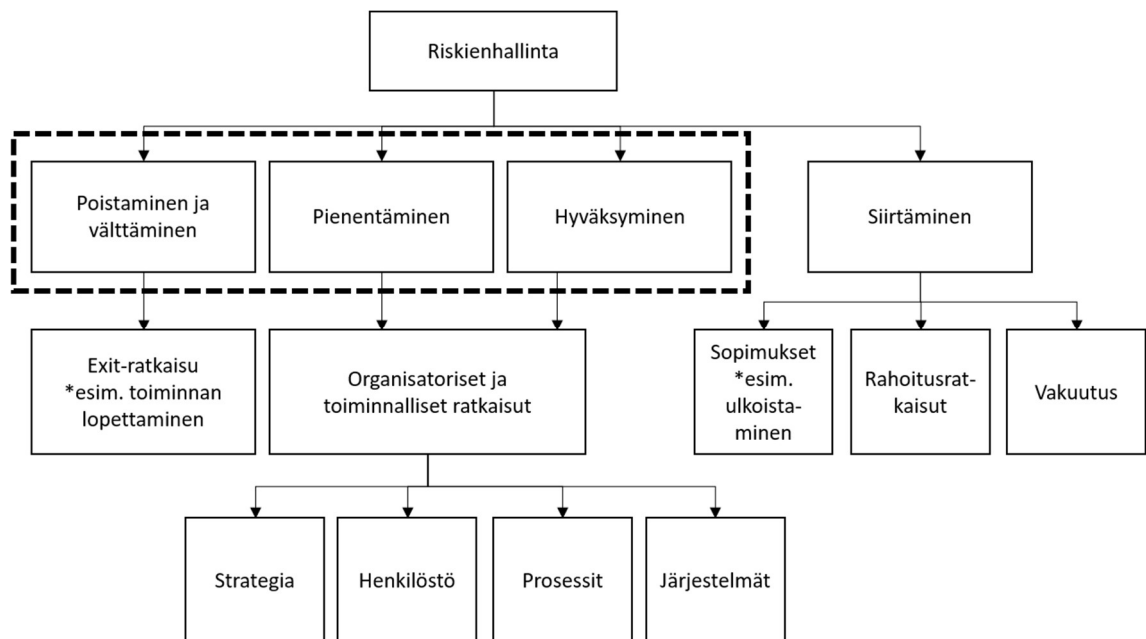 Riskienhallinta
Poistaminen ja
välttäminen
Pienentäminen
Hyväksyminen
Siirtäminen
Exit-ratkaisu
*esim. toiminnan
lopettaminen
Organisatoriset ja
toiminnalliset ratkaisut
Sopimukset
*esim.
ulkoista-
minen
Rahoitusrat-
kaisut
Vakuutus
Strategia
Henkilöstö
Prosessit
Järjestelmät